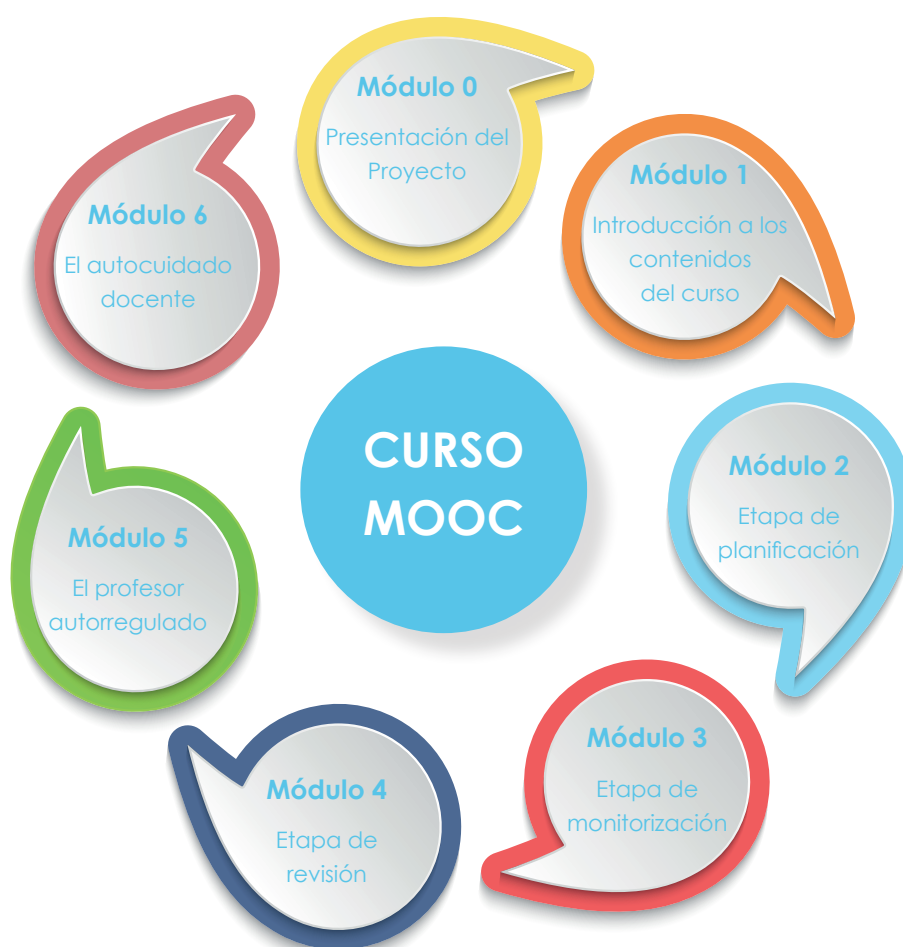 Módulo 0
Presentación del
Proyecto
Módulo 1
Introducción a los
contenidos
del curso
Módulo 2
Etapa de
planificación
Módulo 3
Etapa de
monitorización
Módulo 4
Etapa de
revisión
Módulo 5
El profesor
autorregulado
Módulo 6
El autocuidado
docente
CURSO
MOOC